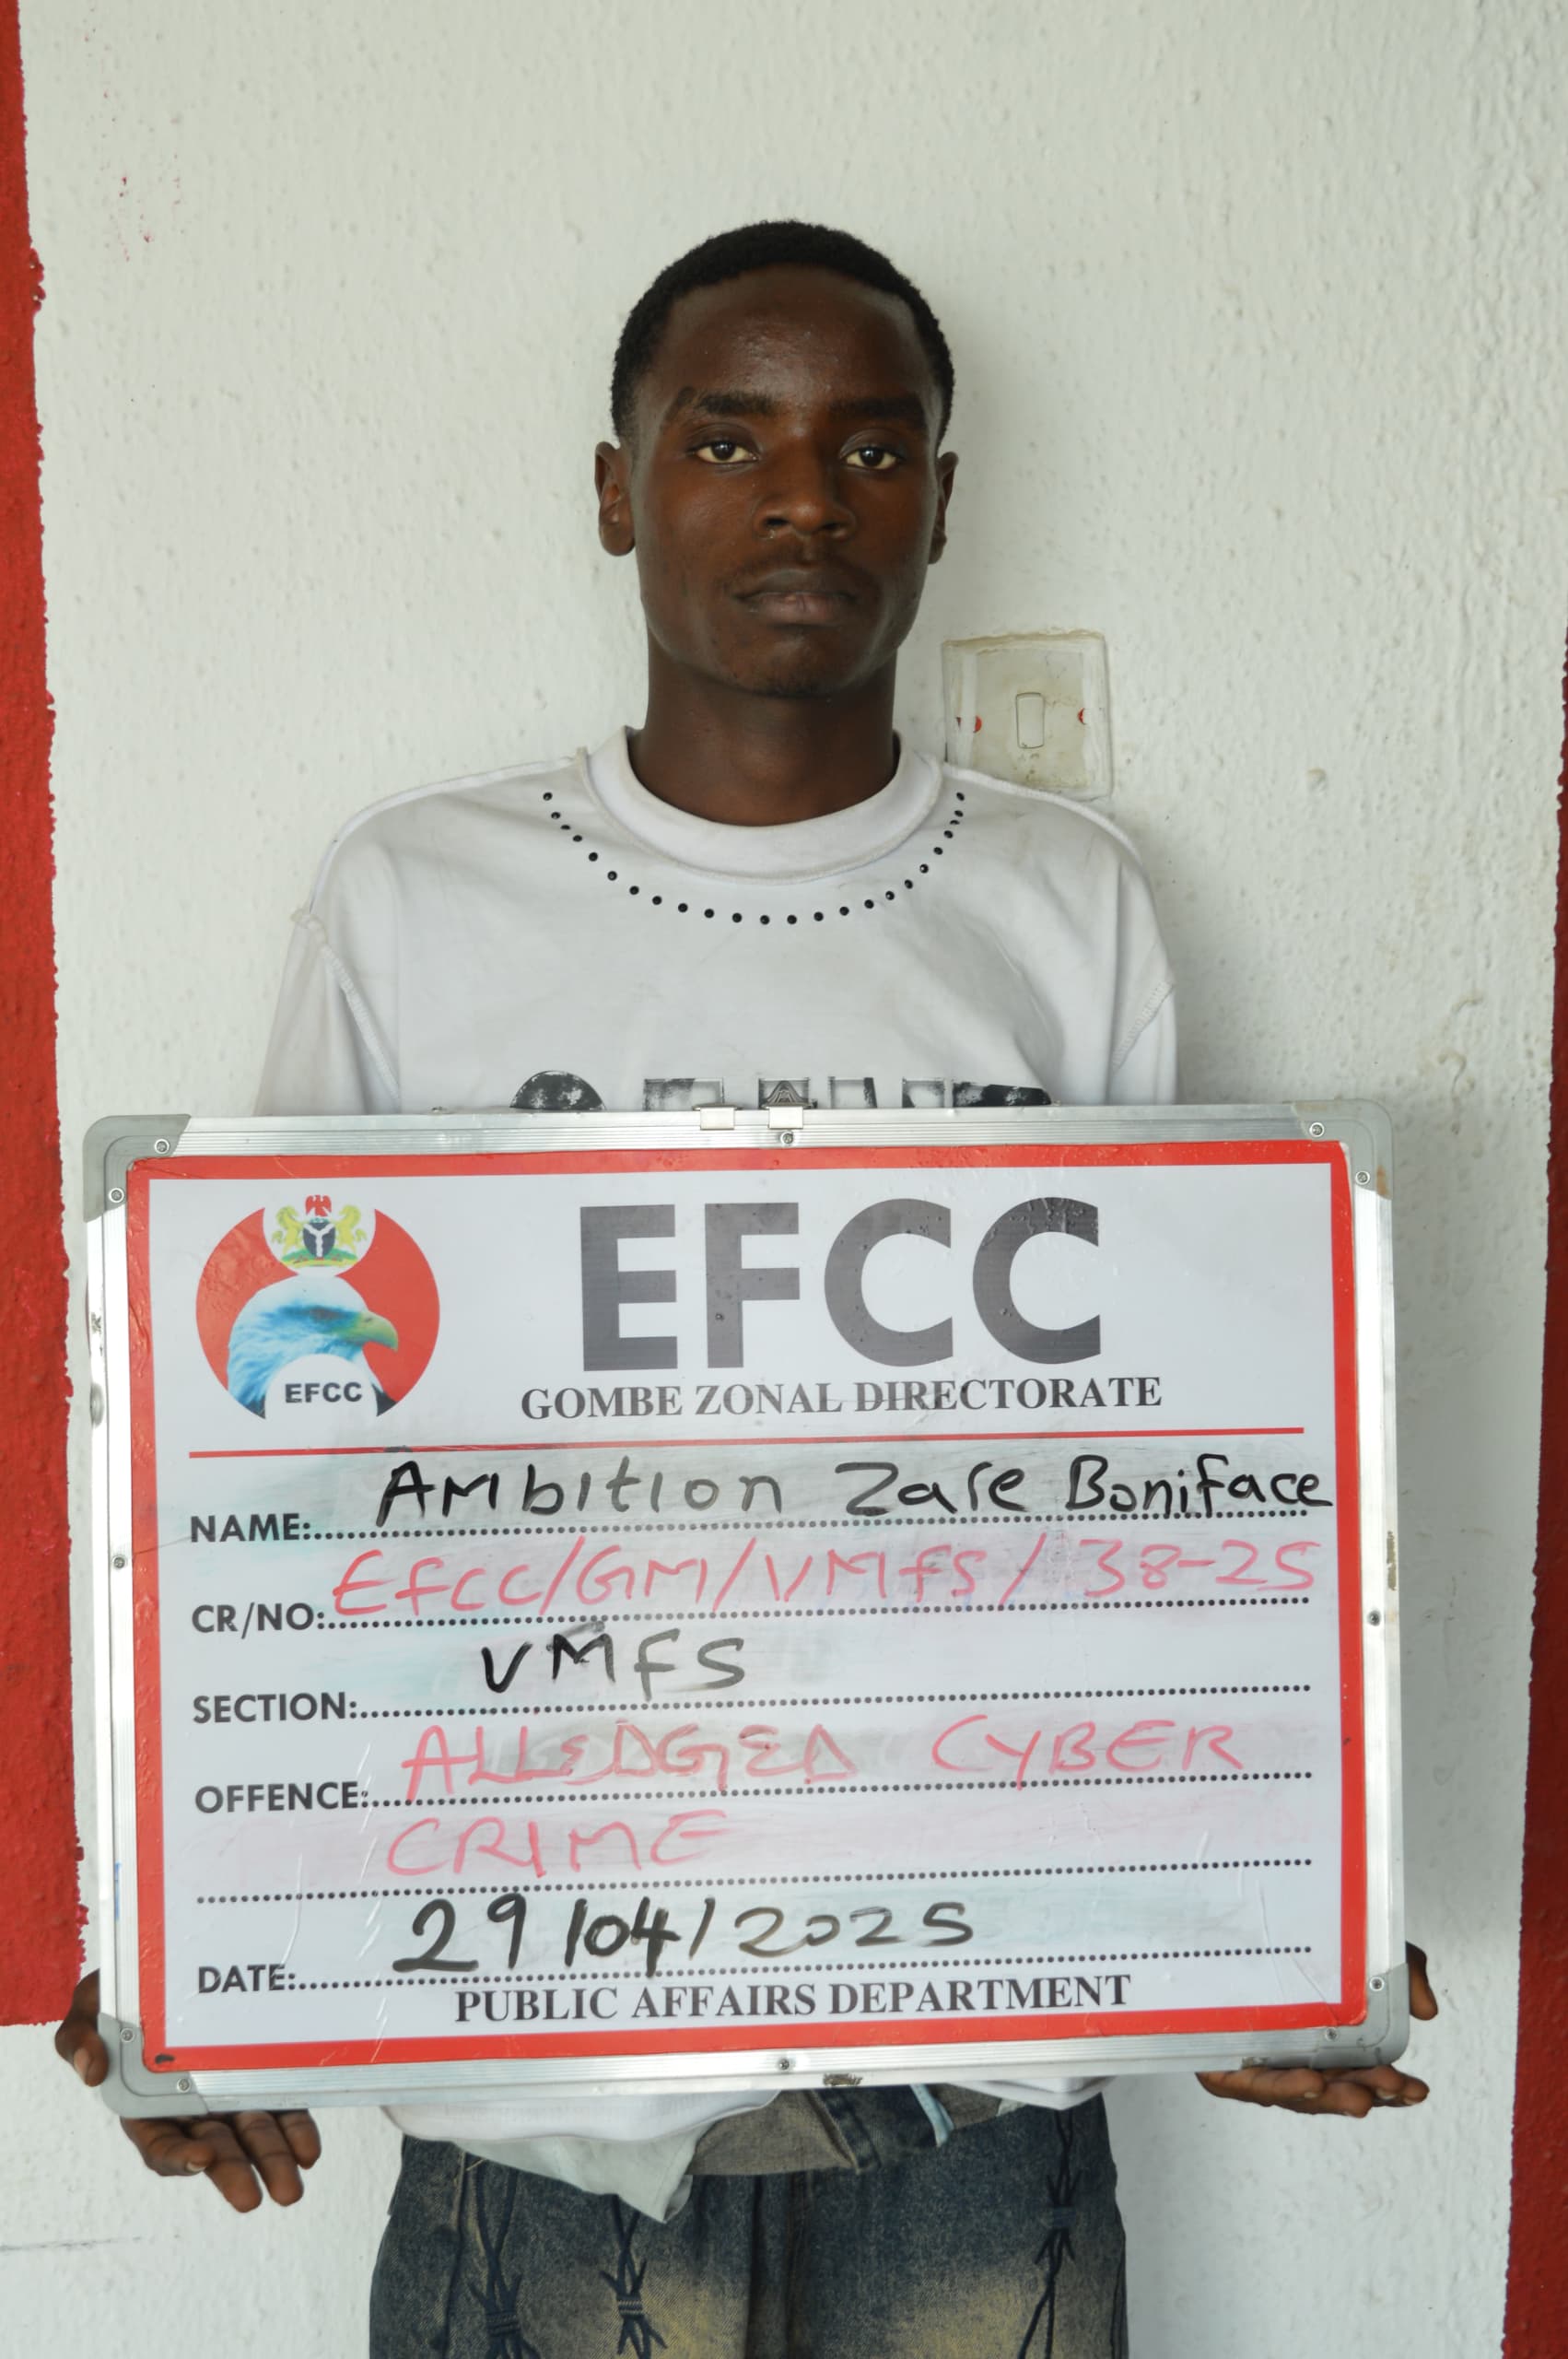 EFCC
EFCC
GOMBE ZONAL DIRECTORATE
NAME: Ambition Zare Boniface
CR/NO: EFCC/GM/VMFS/38-25
SECTION: VMFS
OFFENCE: ALLEDGED CYBER
CRIME
DATE: 29/04/2025
PUBLIC AFFAIRS DEPARTMENT